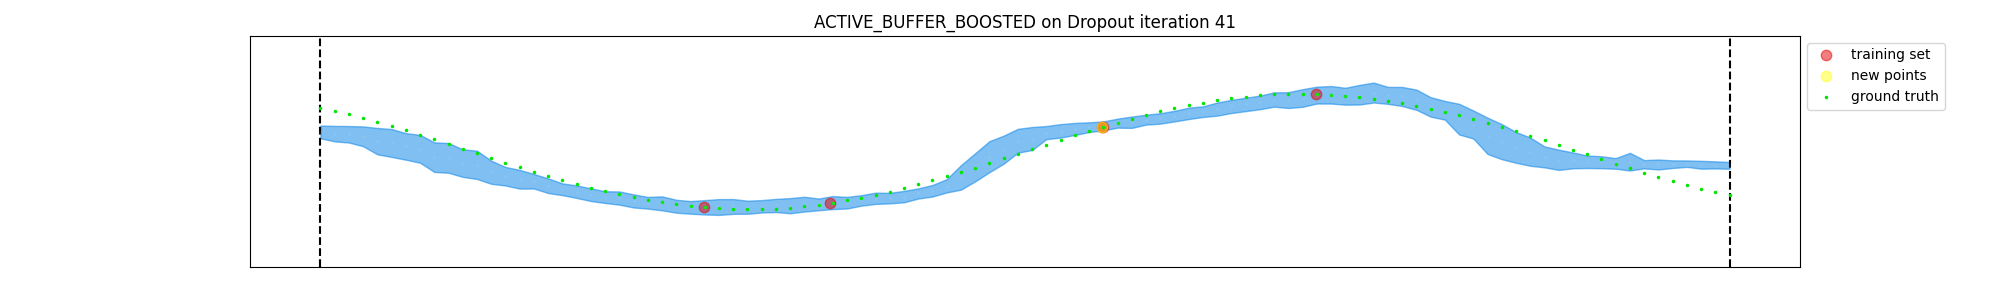 ACTIVE_BUFFER_BOOSTED on Dropout iteration 41
training set
new points
ground truth